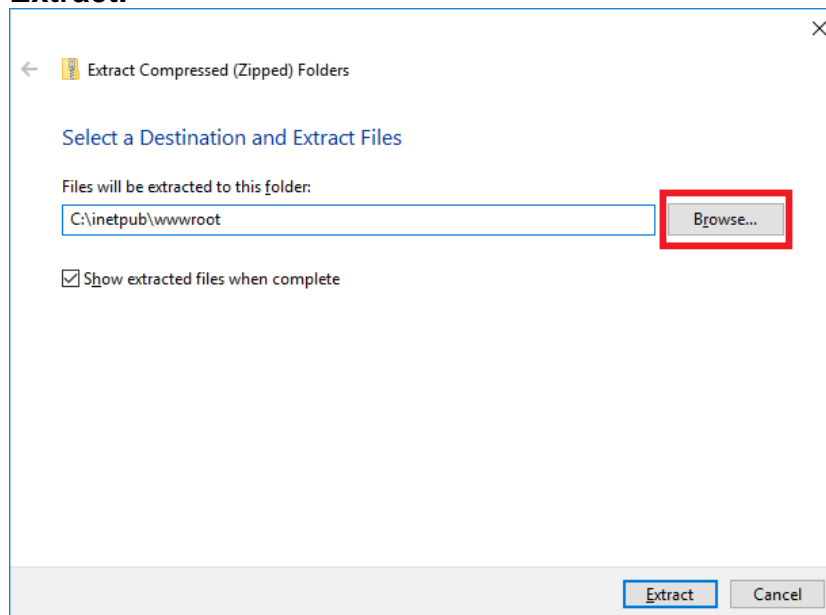 Extract.
Extract Compressed (Zipped) Folders
Select a Destination and Extract Files
Files will be extracted to this folder:
C:\inetpub\wwwroot
Browse...
Show extracted files when complete
Extract Cancel